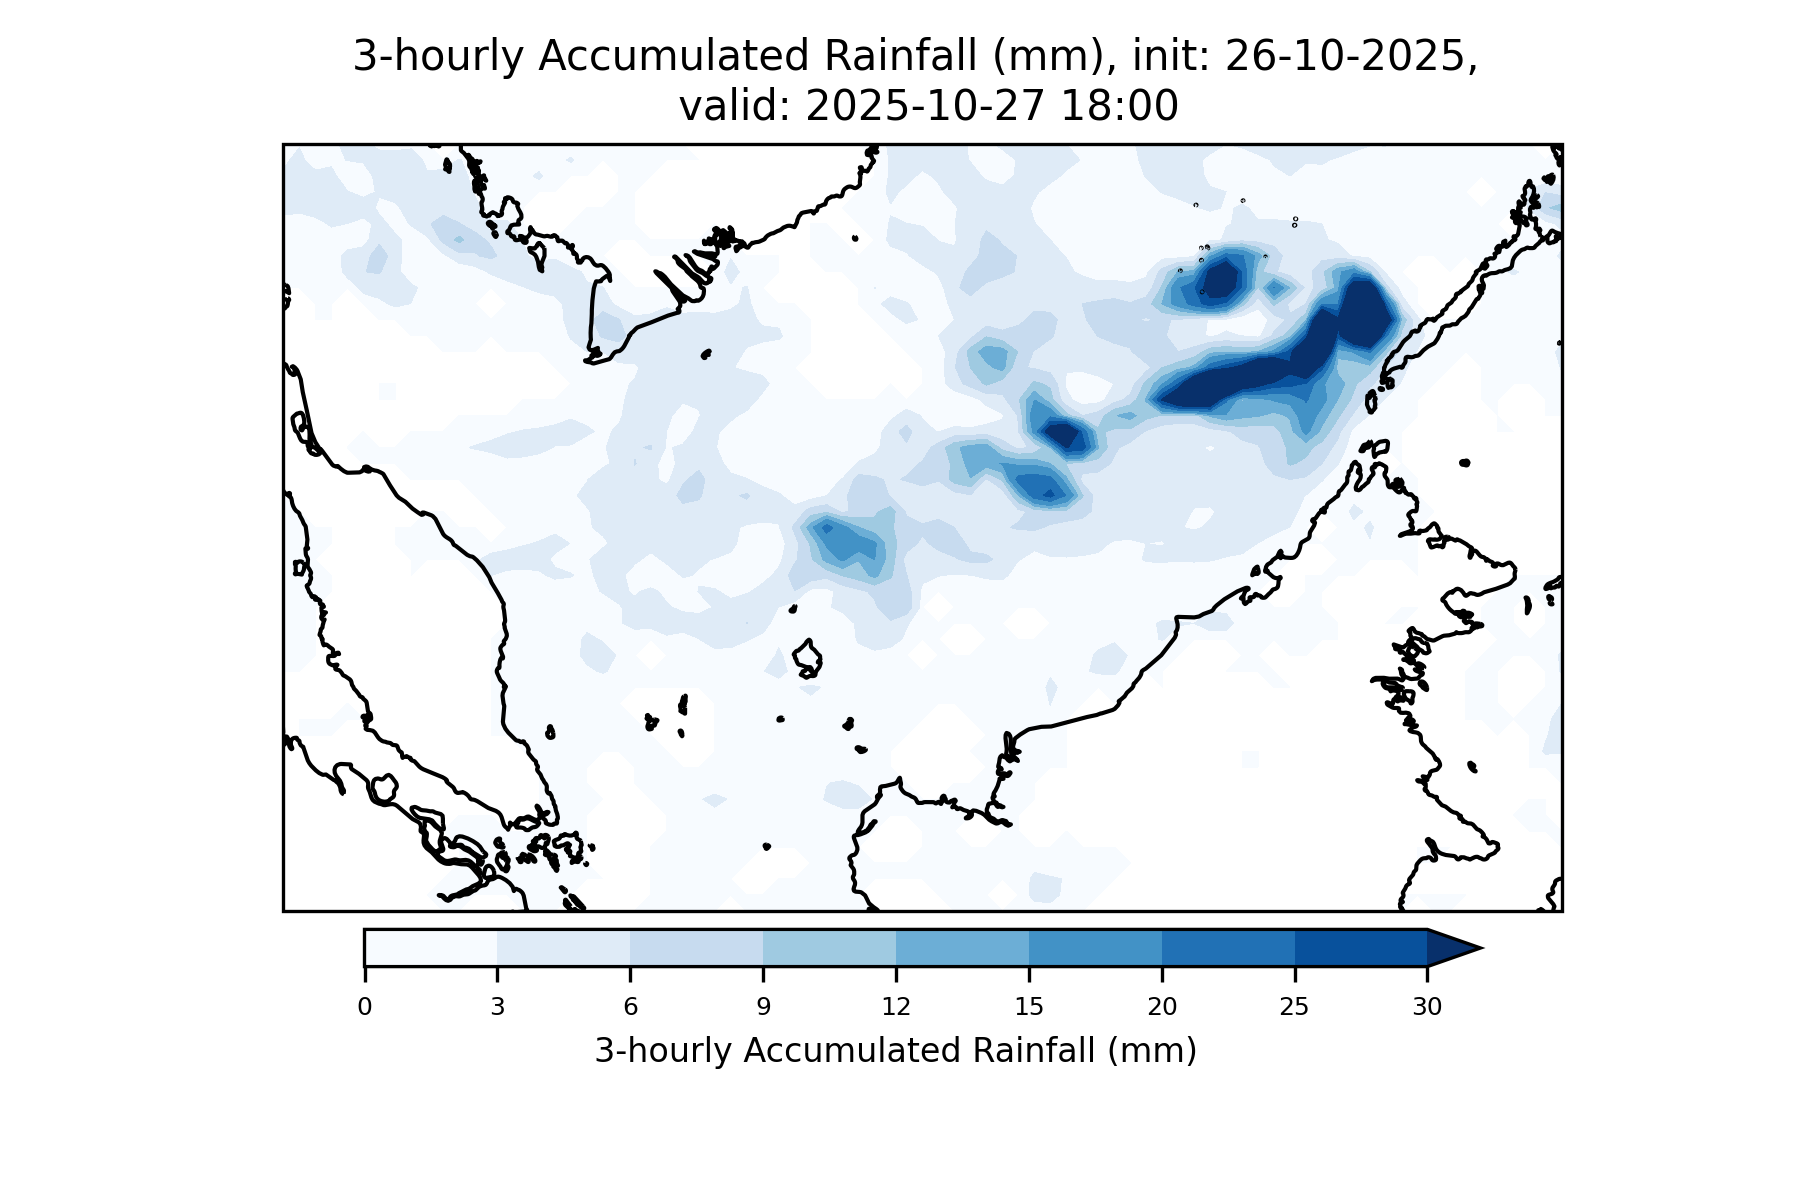 3-hourly Accumulated Rainfall (mm), init: 26-10-2025,
valid: 2025-10-27 18:00
0 3 6 9 12 15 20 25 30
3-hourly Accumulated Rainfall (mm)